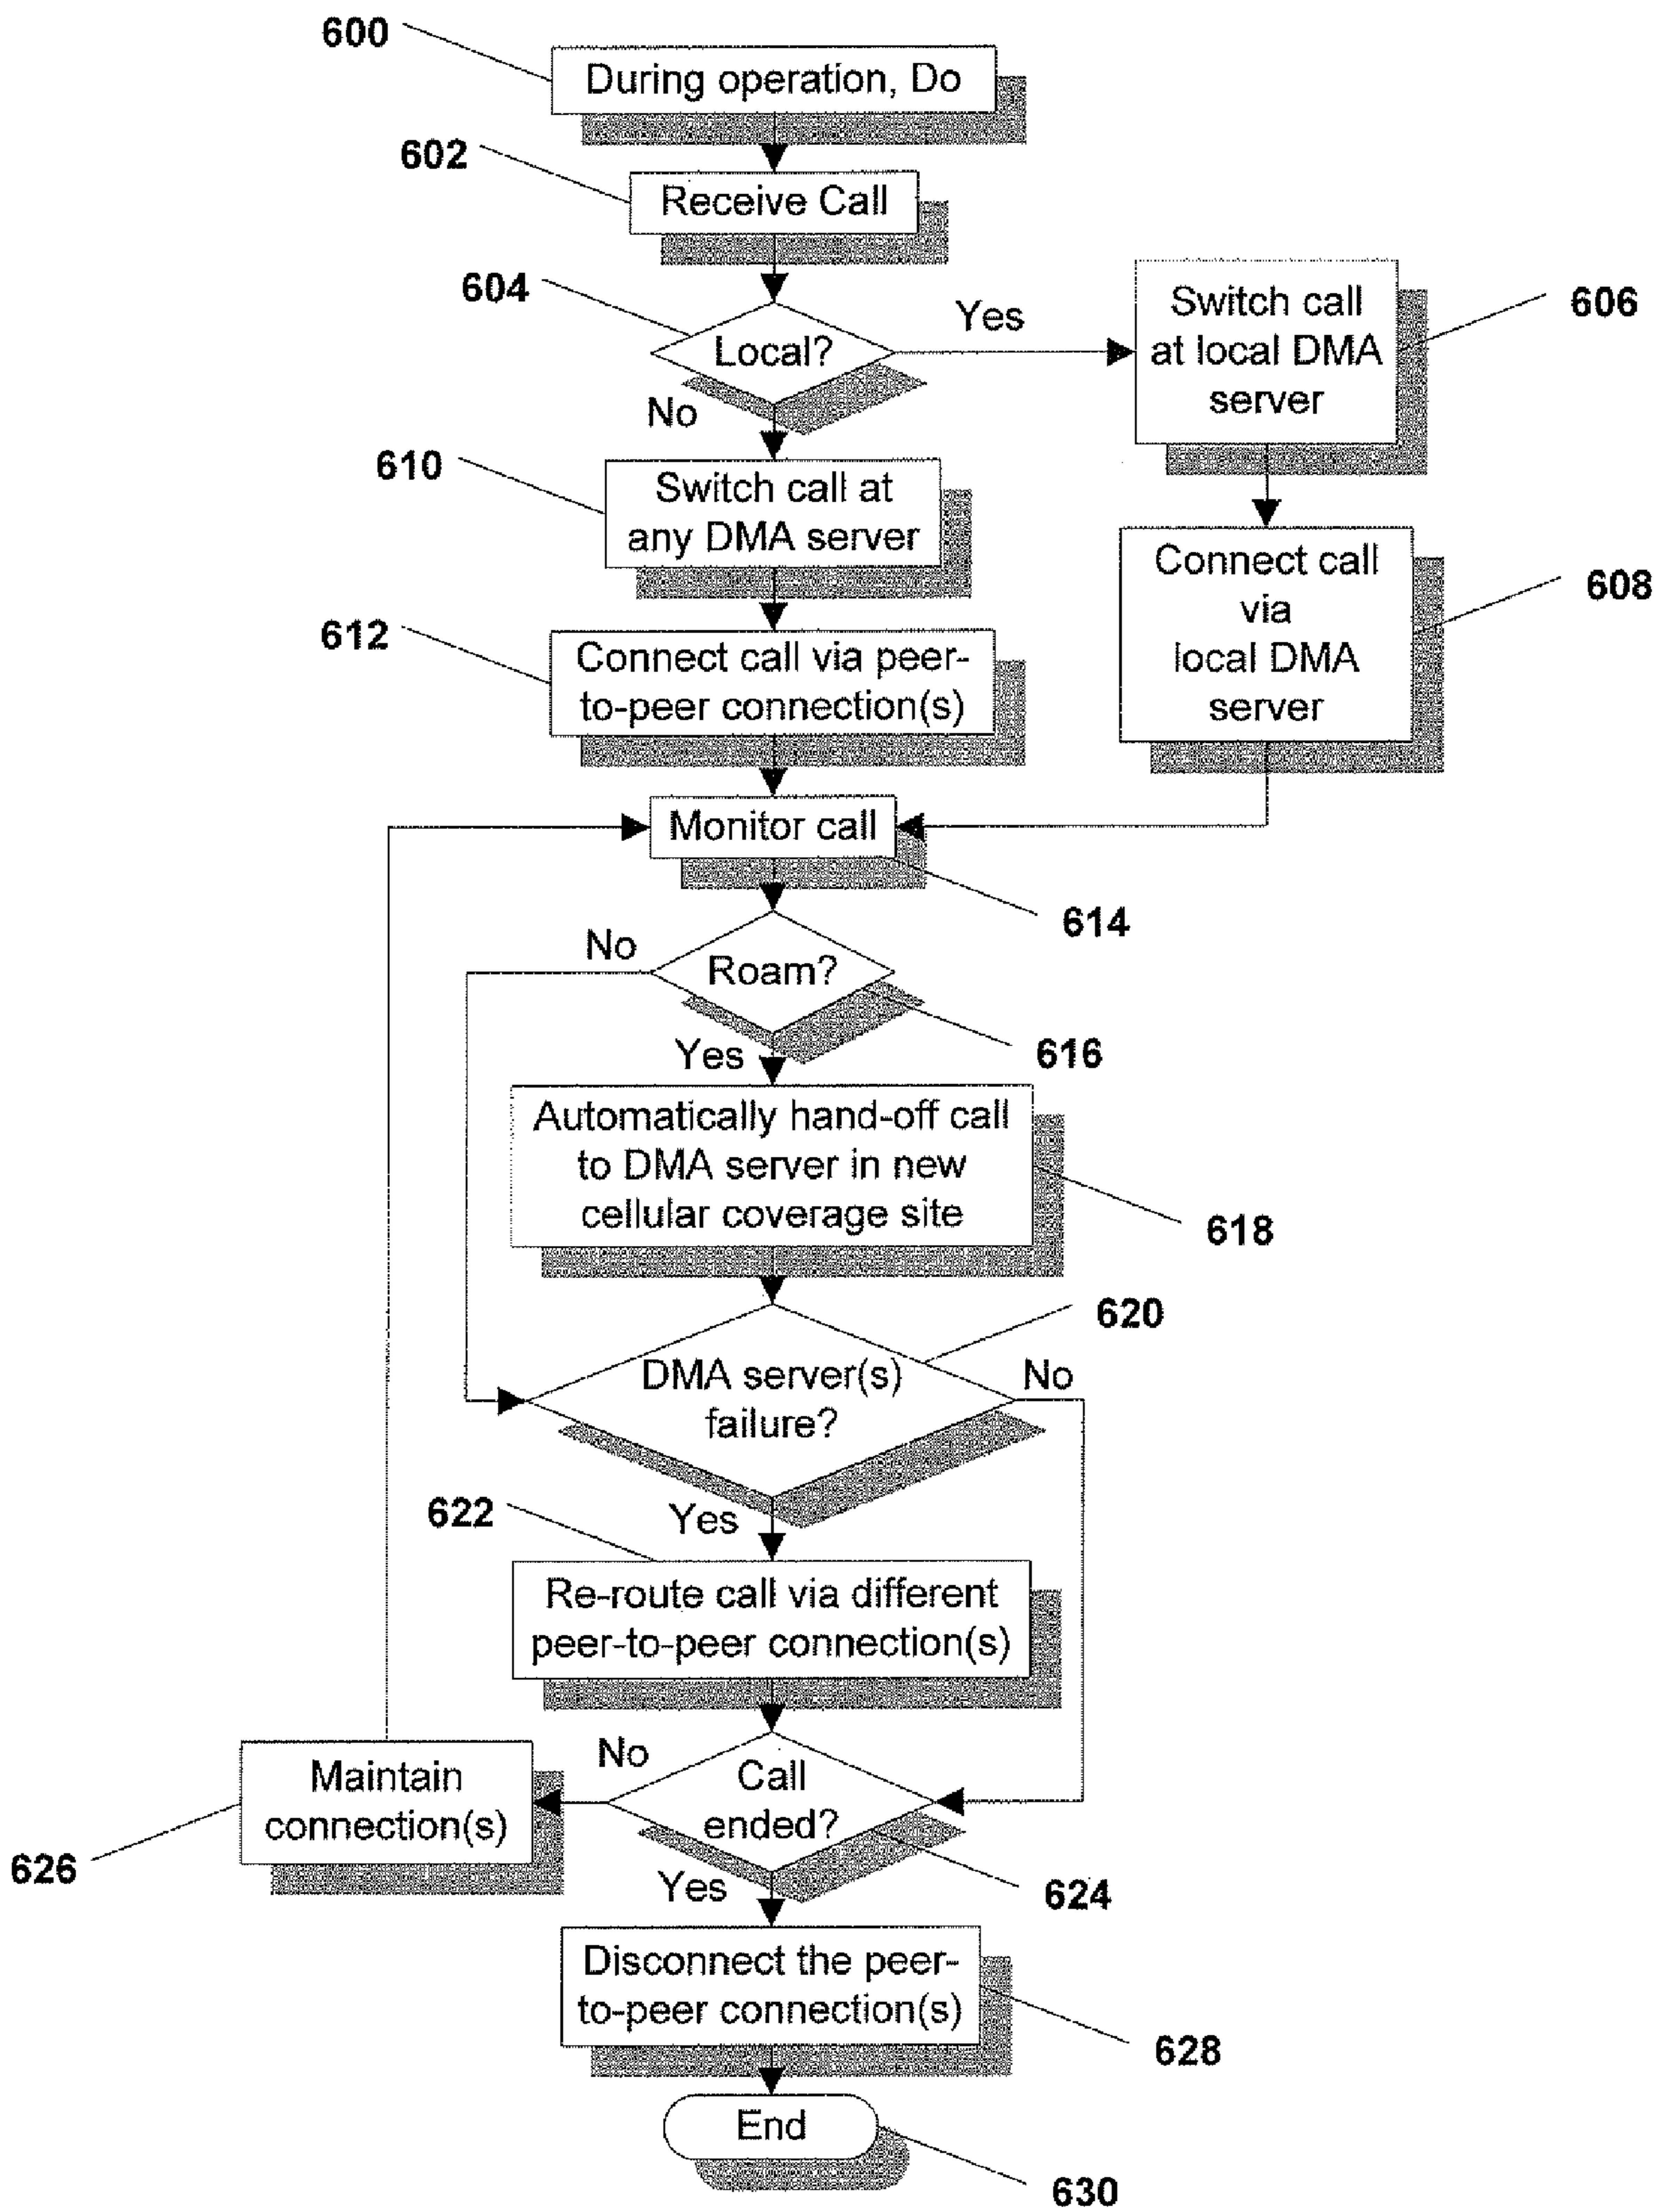 600
During operation, Do
602
Receive Call
604
Local?
Yes
No
Switch call
at local DMA
server
606
610
Switch call at
any DMA server
Connect call
via
local DMA
server
608
612
Connect call via peer-
to-peer connection(s)
Monitor call
614
No
Roam?
616
Yes
Automatically hand-off call
to DMA server in new
cellular coverage site
618
620
DMA server(s)
failure?
No
Yes
622
Re-route call via different
peer-to-peer connection(s)
No
Call
ended?
Maintain
connection(s)
626
624
Yes
Disconnect the peer-
to-peer connection(s)
628
End
630